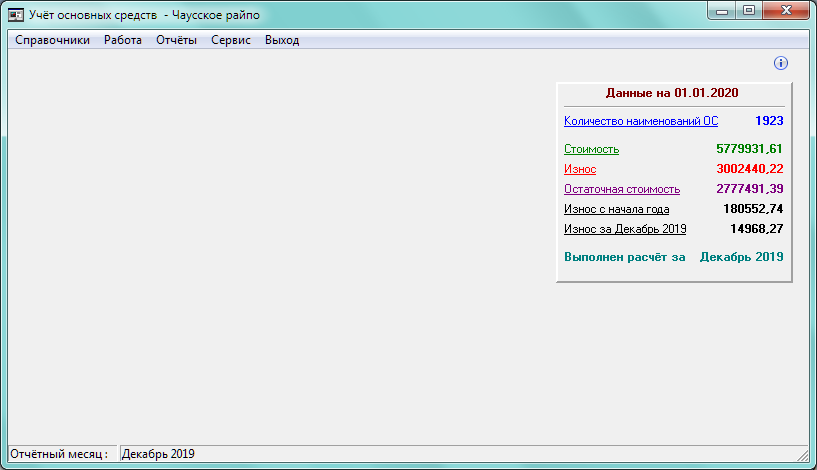 Учёт основных средств - Чаусское райпо
Справочники Работа Отчёты Сервис Выход
Данные на 01.01.2020
Количество наименований ОС 1923
Стоимость 5779931,61
Износ 3002440,22
Остаточная стоимость 2777491,39
Износ с начала года 180552,74
Износ за Декабрь 2019 14968,27
Выполнен расчёт за Декабрь 2019
Отчётный месяц : Декабрь 2019